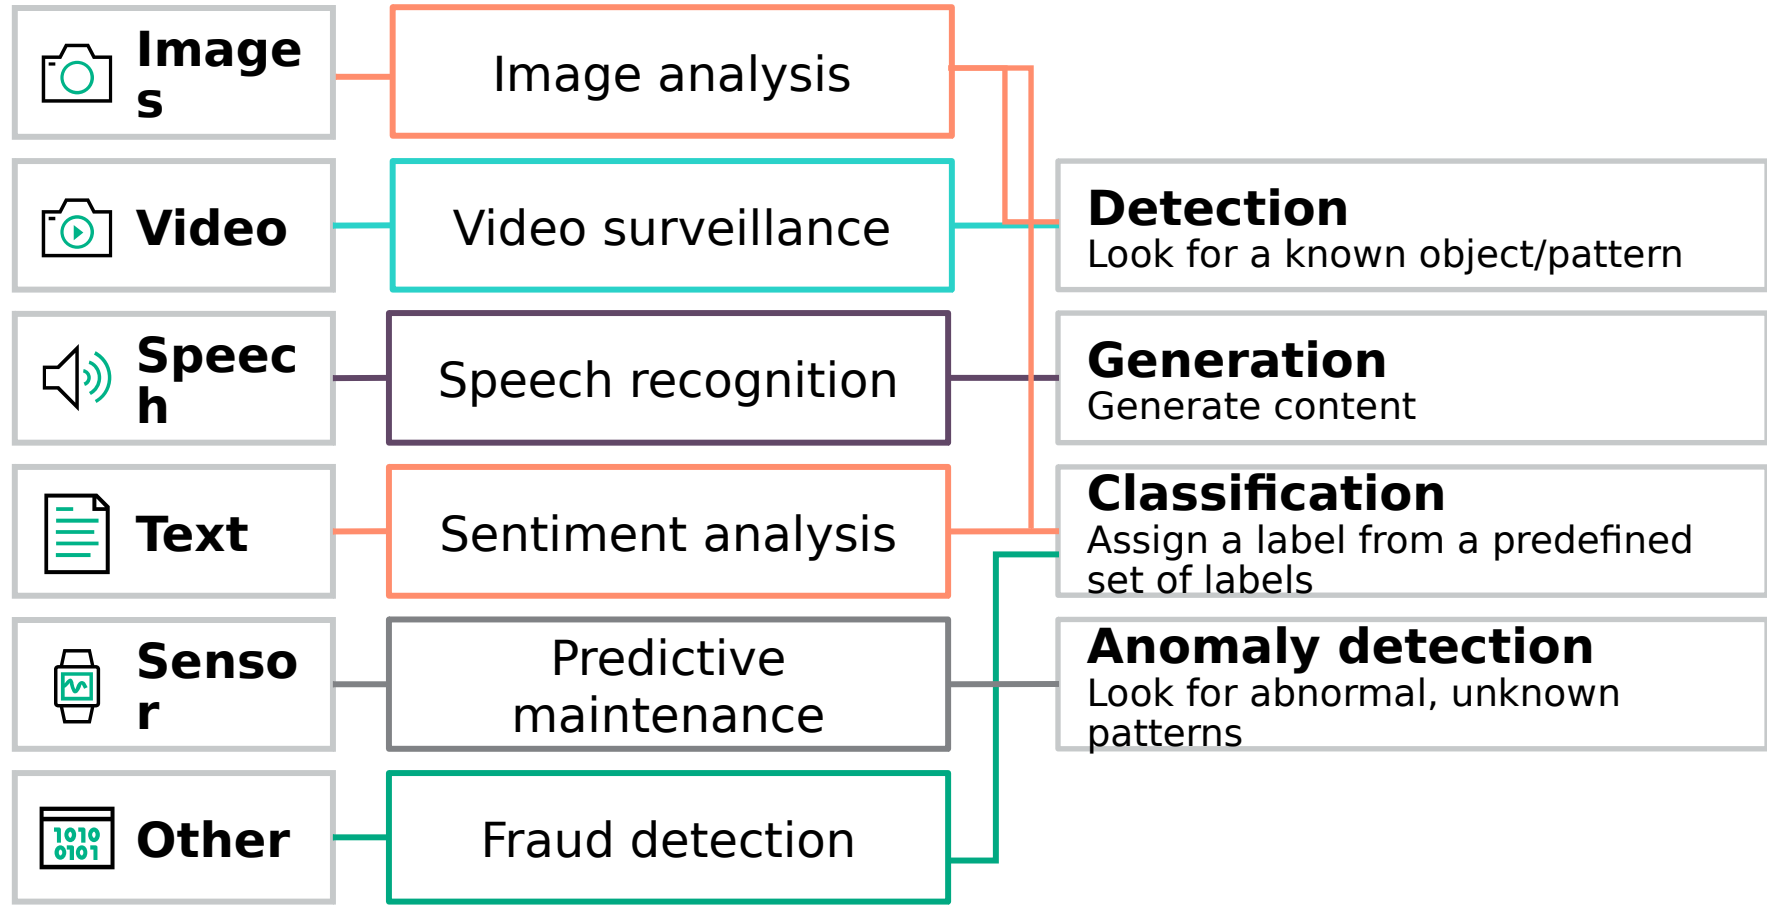 Image
s
Image analysis
Video
Video surveillance
Detection
Look for a known object/pattern
Speec
h
Speech recognition
Generation
Generate content
Text
Sentiment analysis
Classification
Assign a label from a predefined
set of labels
Senso
r
Predictive
maintenance
Anomaly detection
Look for abnormal, unknown
patterns
1010
0101
Other
Fraud detection